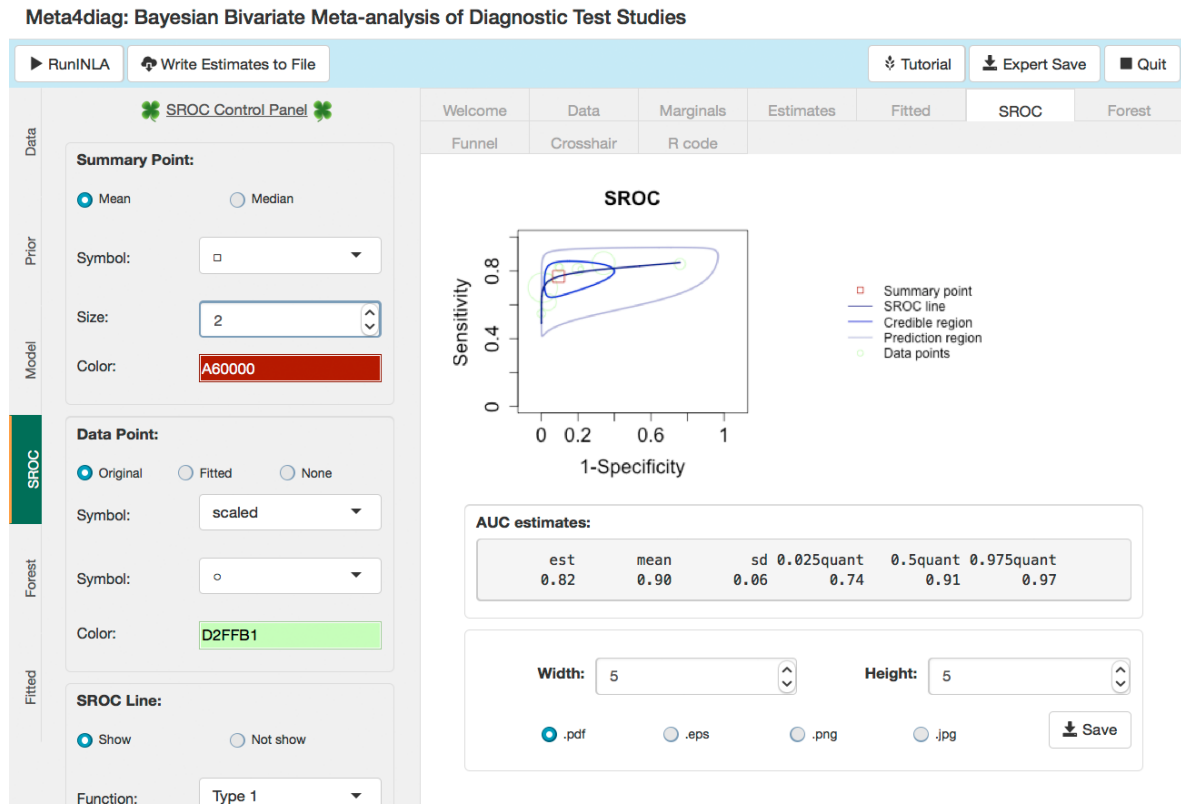 Meta4diag: Bayesian Bivariate Meta-analysis of Diagnostic Test Studies
RunINLA Write Estimates to File Tutorial Expert Save Quit
Data
Prior
Model
SROC
Forest
Fitted
SROC Control Panel
Summary Point:
Mean Median
Symbol:
Size: 2
Color: A60000
Data Point:
Original Fitted None
Symbol: scaled
Symbol:
Color: D2FFB1
SROC Line:
Show Not show
Function: Type 1
Welcome Data Marginals Estimates Fitted SROC Forest
Funnel Crosshair R code
SROC
Sensitivity
0.8
0.4
0
0 0.2 0.6 1
1-Specificity
Summary point
SROC line
Credible region
Prediction region
Data points
AUC estimates:
est mean sd 0.025quant 0.5quant 0.975quant
0.82 0.90 0.06 0.74 0.91 0.97
Width: 5 Height: 5
.pdf .eps .png .jpg Save